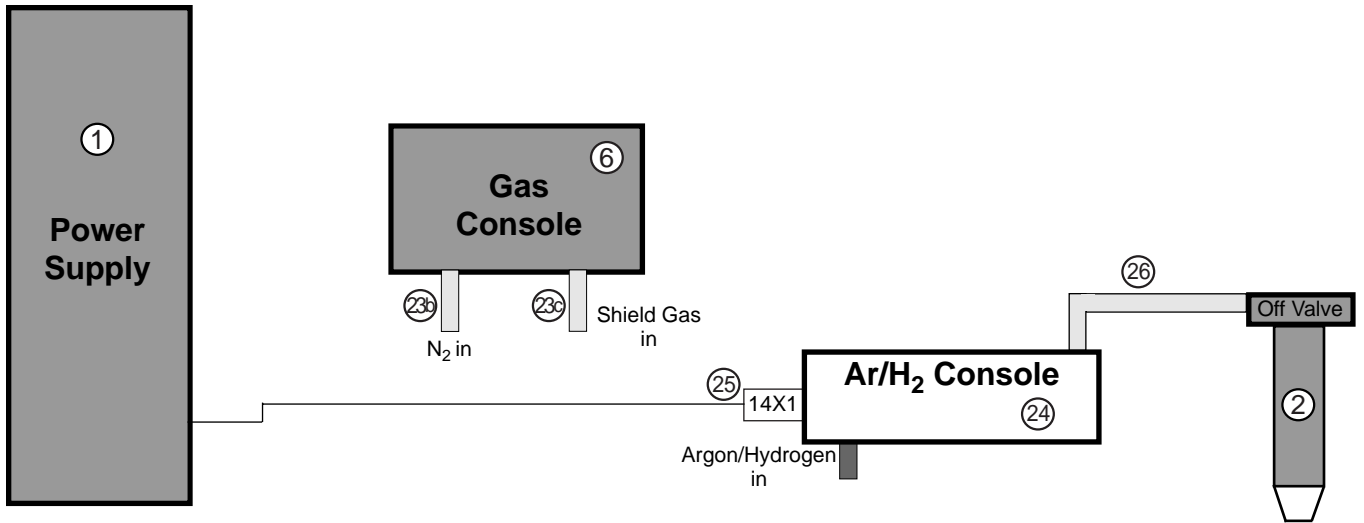 1
Power
Supply
6
Gas
Console
23b
23c
N₂ in
Shield Gas
in
26
Off Valve
25
14X1
Ar/H₂ Console
24
2
Argon/Hydrogen
in